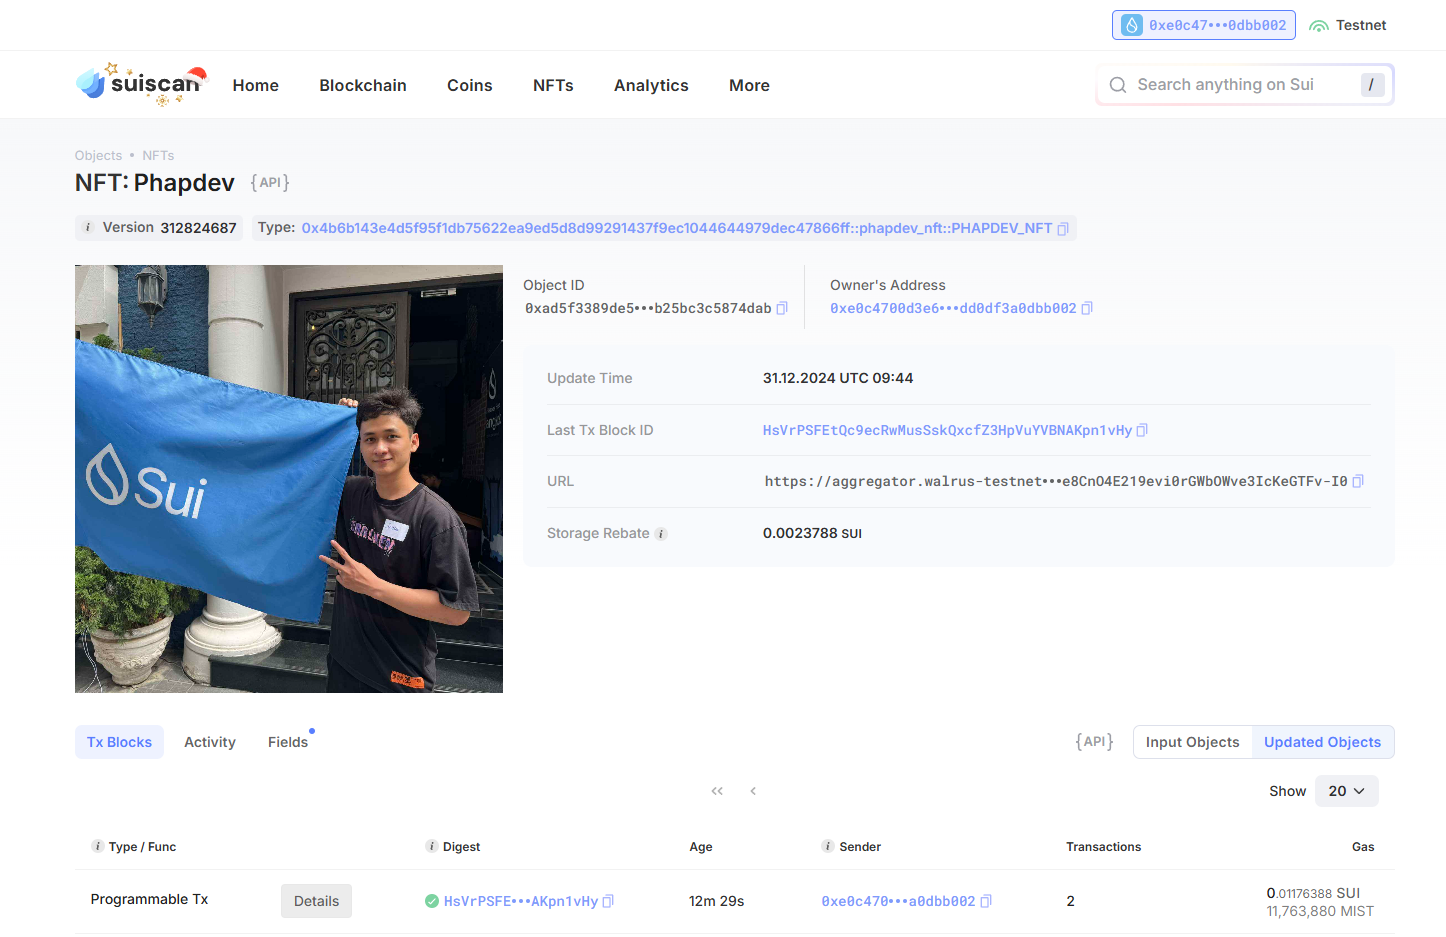 0xe0c47•••0dbb002
Testnet
suiscan
Home
Blockchain
Coins
NFTs
Analytics
More
Search anything on Sui
/
Objects • NFTs
NFT: Phapdev
{API}
i Version 312824687
Type: 0x4b6b143e4d5f95f1db75622ea9ed5d8d99291437f9ec1044644979dec47866ff::phapdev_nft::PHAPDEV_NFT
Sui
Object ID
0xad5f3389de5•••b25bc3c5874dab
Owner's Address
0xe0c4700d3e6•••dd0df3a0dbb002
Update Time
31.12.2024 UTC 09:44
Last Tx Block ID
HsVrPSFEtQc9ecRwMusSskQxcfZ3HpVuYVBNAKpn1vHy
URL
https://aggregator.walrus-testnet•••e8CnO4E219evi0rGWbOWve3IcKeGTFv-I0
Storage Rebate i
0.0023788 SUI
Tx Blocks
Activity
Fields
{API}
Input Objects
Updated Objects
Show
20
i Type / Func
i Digest
Age
i Sender
Transactions
Gas
Programmable Tx
Details
HsVrPSFE•••AKpn1vHy
12m 29s
0xe0c470•••a0dbb002
2
0.01176388 SUI
11,763,880 MIST